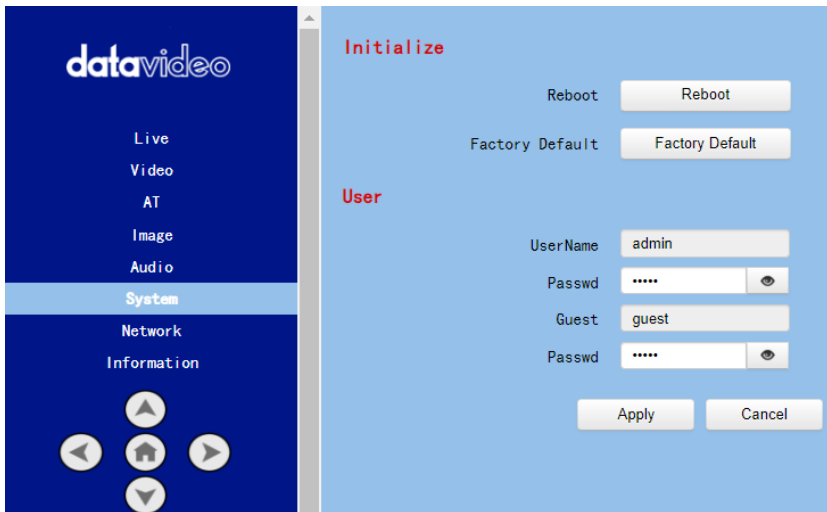 datavideo
Live
Video
AT
Image
Audio
System
Network
Information
Initialize
Reboot Reboot
Factory Default Factory Default
User
UserName admin
Passwd •••••
Guest guest
Passwd •••••
Apply Cancel